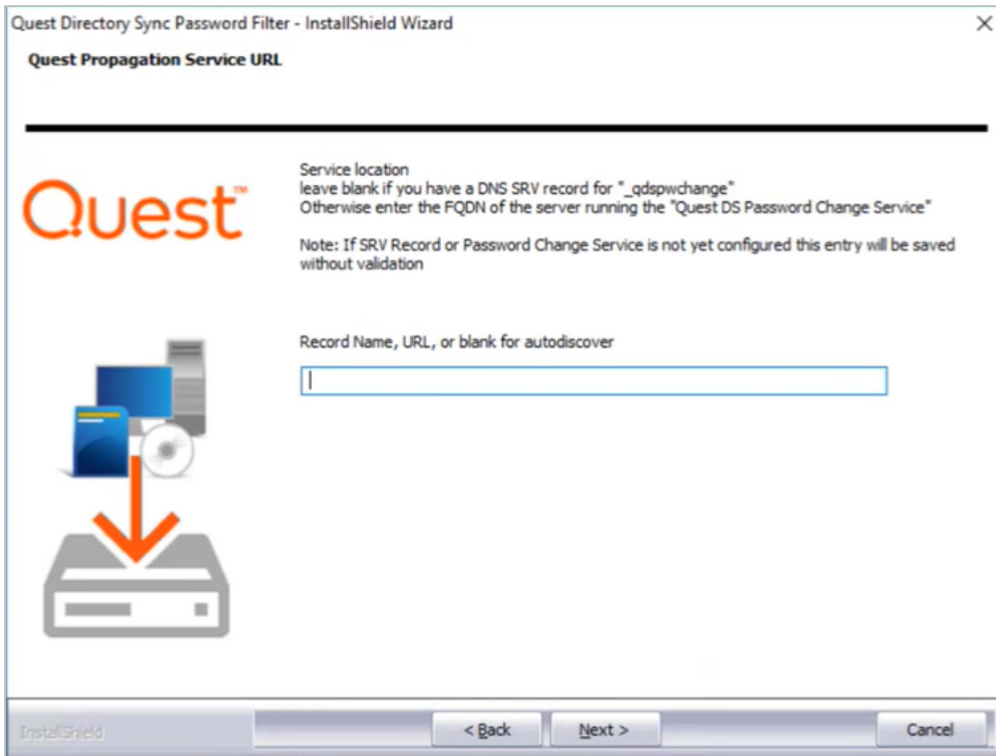 Quest Directory Sync Password Filter - InstallShield Wizard
Quest Propagation Service URL
Quest™
Service location
leave blank if you have a DNS SRV record for "_qdspwchange"
Otherwise enter the FQDN of the server running the "Quest DS Password Change Service"
Note: If SRV Record or Password Change Service is not yet configured this entry will be saved
without validation
Record Name, URL, or blank for autodiscover
InstallShield
< Back
Next >
Cancel